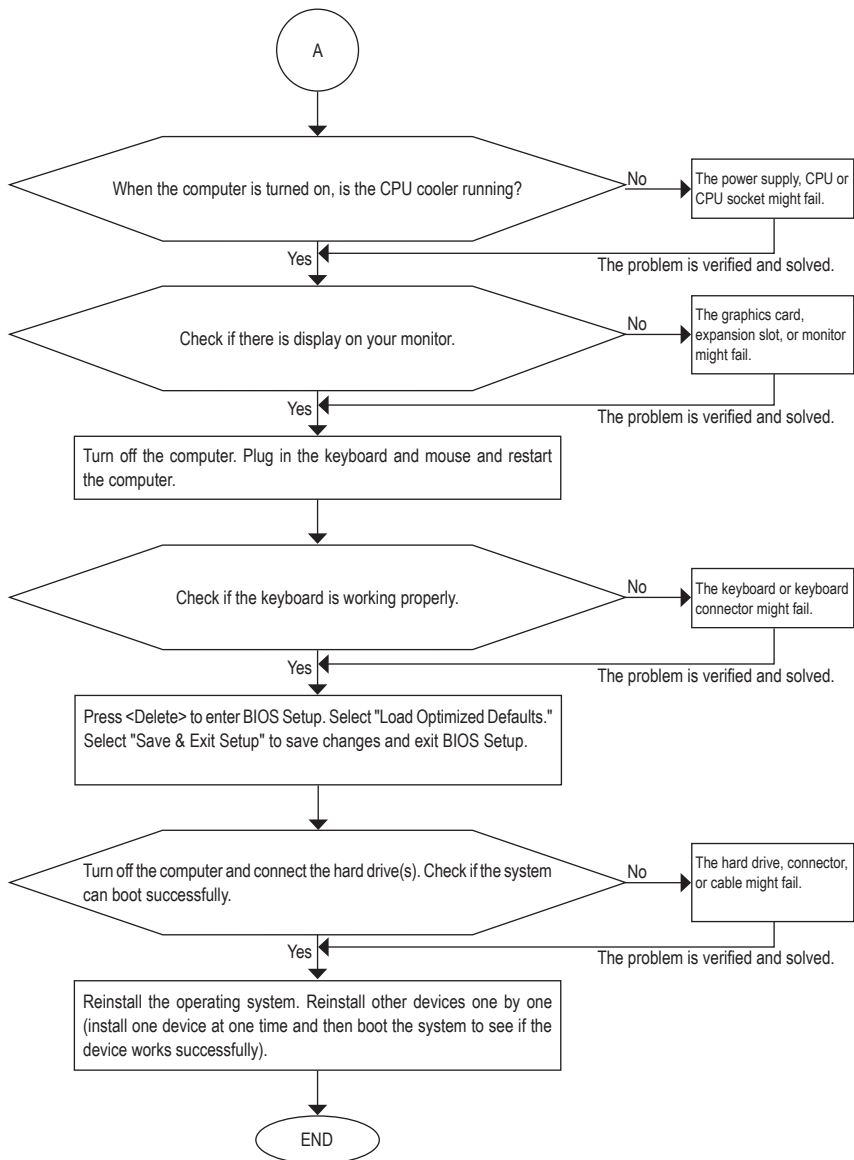 A
When the computer is turned on, is the CPU cooler running?
No
The power supply, CPU or
CPU socket might fail.
Yes
The problem is verified and solved.
Check if there is display on your monitor.
No
The graphics card,
expansion slot, or monitor
might fail.
Yes
The problem is verified and solved.
Turn off the computer. Plug in the keyboard and mouse and restart
the computer.
Check if the keyboard is working properly.
No
The keyboard or keyboard
connector might fail.
Yes
The problem is verified and solved.
Press <Delete> to enter BIOS Setup. Select "Load Optimized Defaults."
Select "Save & Exit Setup" to save changes and exit BIOS Setup.
Turn off the computer and connect the hard drive(s). Check if the system
can boot successfully.
No
The hard drive, connector,
or cable might fail.
Yes
The problem is verified and solved.
Reinstall the operating system. Reinstall other devices one by one
(install one device at one time and then boot the system to see if the
device works successfully).
END